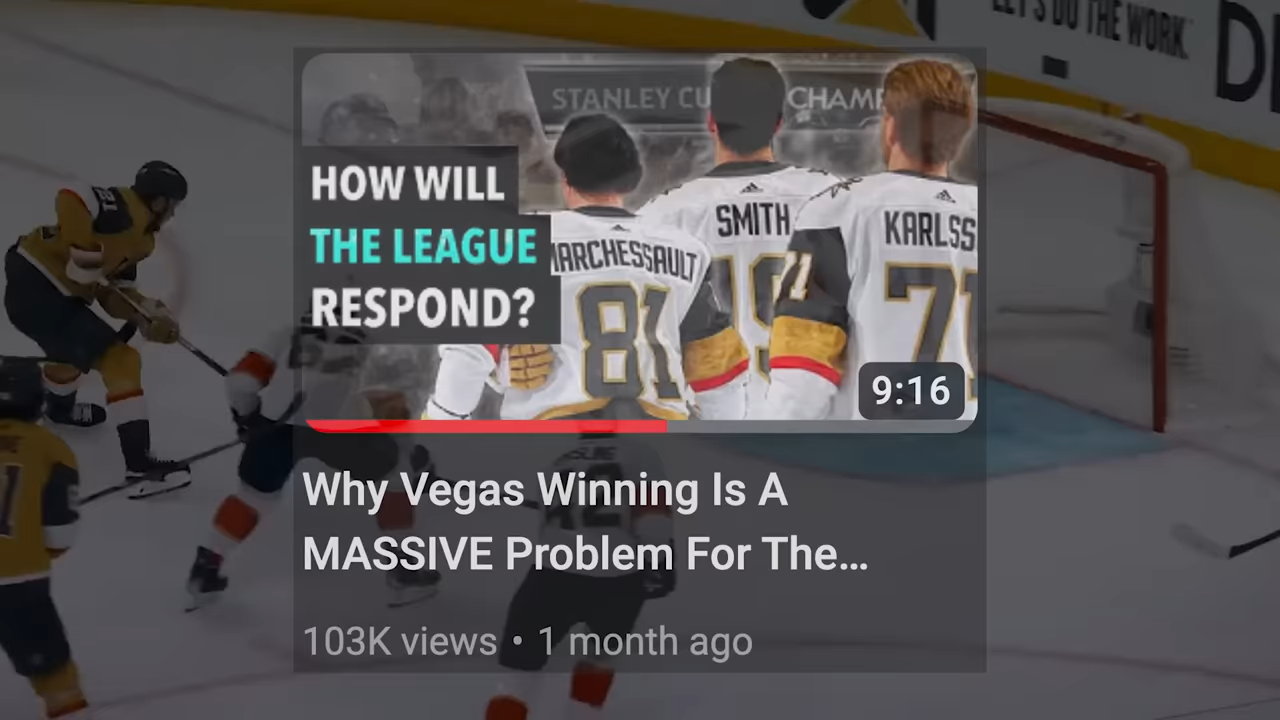 LET'S DO THE WORK
STANLEY CU CHAMP
HOW WILL
THE LEAGUE
RESPOND?
MARCHESSAULT
81
SMITH
19
KARLSS
71
71
9:16
Why Vegas Winning Is A
MASSIVE Problem For The…
103K views • 1 month ago